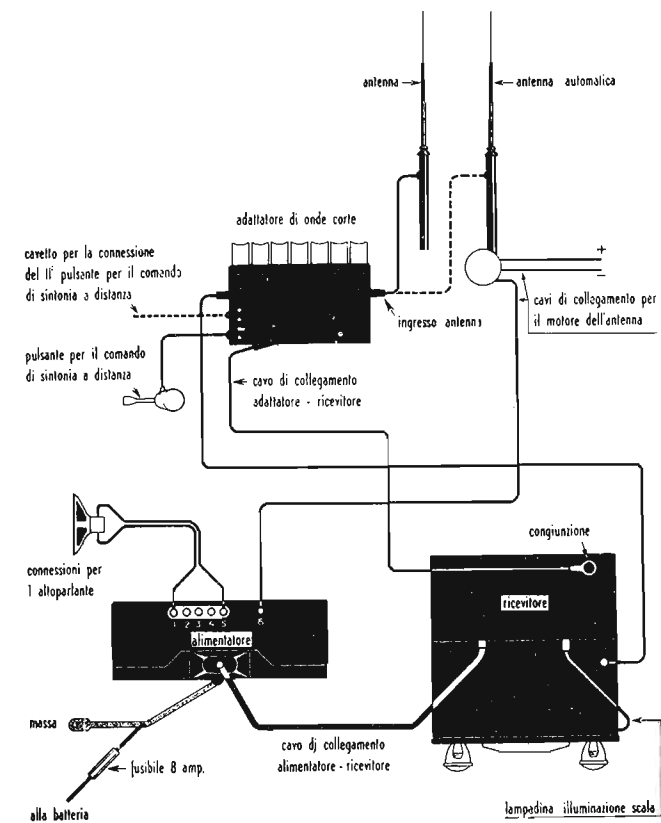 antenna
antenna automatica
adattatore di onde corte
cavetto per la connessione
del II° pulsante per il comando
di sintonia a distanza
+
−
ingresso antenna
cavi di collegamento per
il motore dell'antenna
pulsante per il comando
di sintonia a distanza
cavo di collegamento
adattatore - ricevitore
connessioni per
1 altoparlante
congiunzione
ricevitore
1 2 3 4 5 6
alimentatore
massa
fusibile 8 amp.
alla batteria
cavo di collegamento
alimentatore - ricevitore
lampadina illuminazione scala